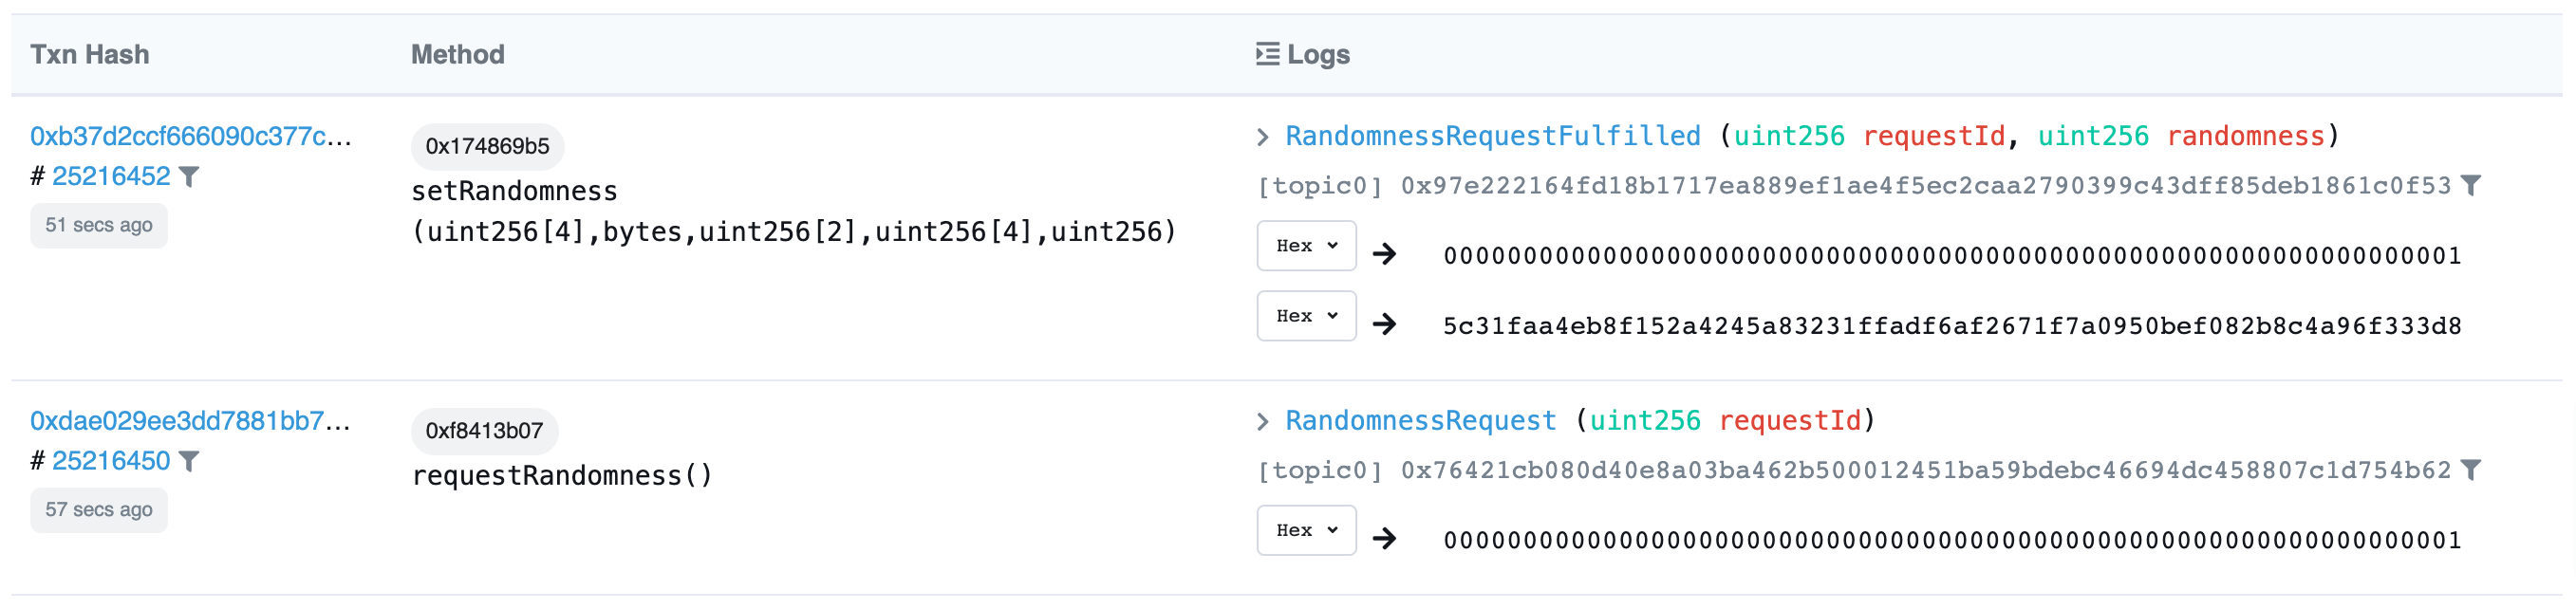 Txn Hash Method Logs
0xb37d2ccf666090c377c...
# 25216452
51 secs ago
0x174869b5
setRandomness
(uint256[4],bytes,uint256[2],uint256[4],uint256)
RandomnessRequestFulfilled (uint256 requestId, uint256 randomness)
[topic0] 0x97e222164fd18b1717ea889ef1ae4f5ec2caa2790399c43dff85deb1861c0f53
Hex → 0000000000000000000000000000000000000000000000000000000000000001
Hex → 5c31faa4eb8f152a4245a83231ffadf6af2671f7a0950bef082b8c4a96f333d8
0xdae029ee3dd7881bb7...
# 25216450
57 secs ago
0xf8413b07
requestRandomness()
RandomnessRequest (uint256 requestId)
[topic0] 0x76421cb080d40e8a03ba462b500012451ba59bdebc46694dc458807c1d754b62
Hex → 0000000000000000000000000000000000000000000000000000000000000001